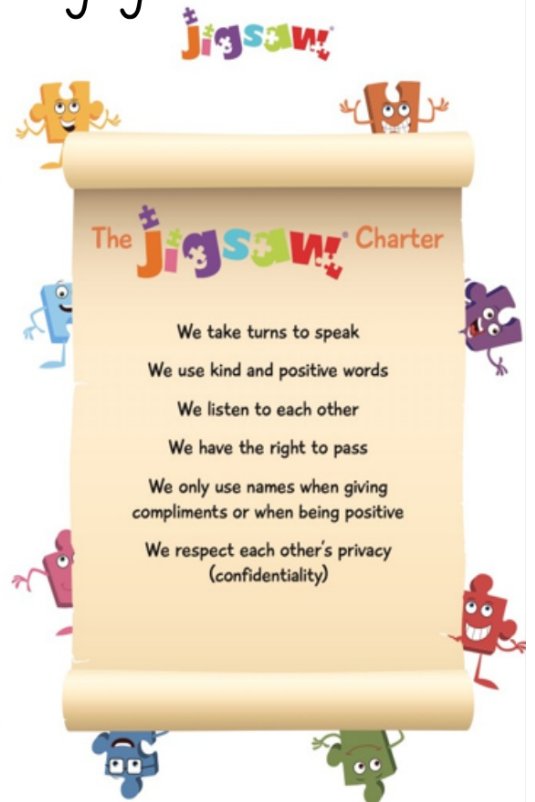 jigsaw
The jigsaw® Charter
We take turns to speak
We use kind and positive words
We listen to each other
We have the right to pass
We only use names when giving
compliments or when being positive
We respect each other's privacy
(confidentiality)